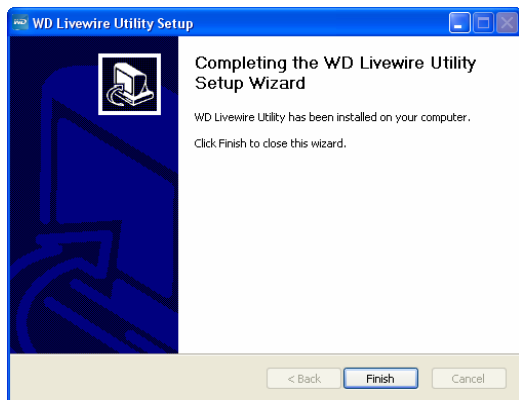 WD Livewire Utility Setup
Completing the WD Livewire Utility
Setup Wizard
WD Livewire Utility has been installed on your computer.
Click Finish to close this wizard.
< Back Finish Cancel